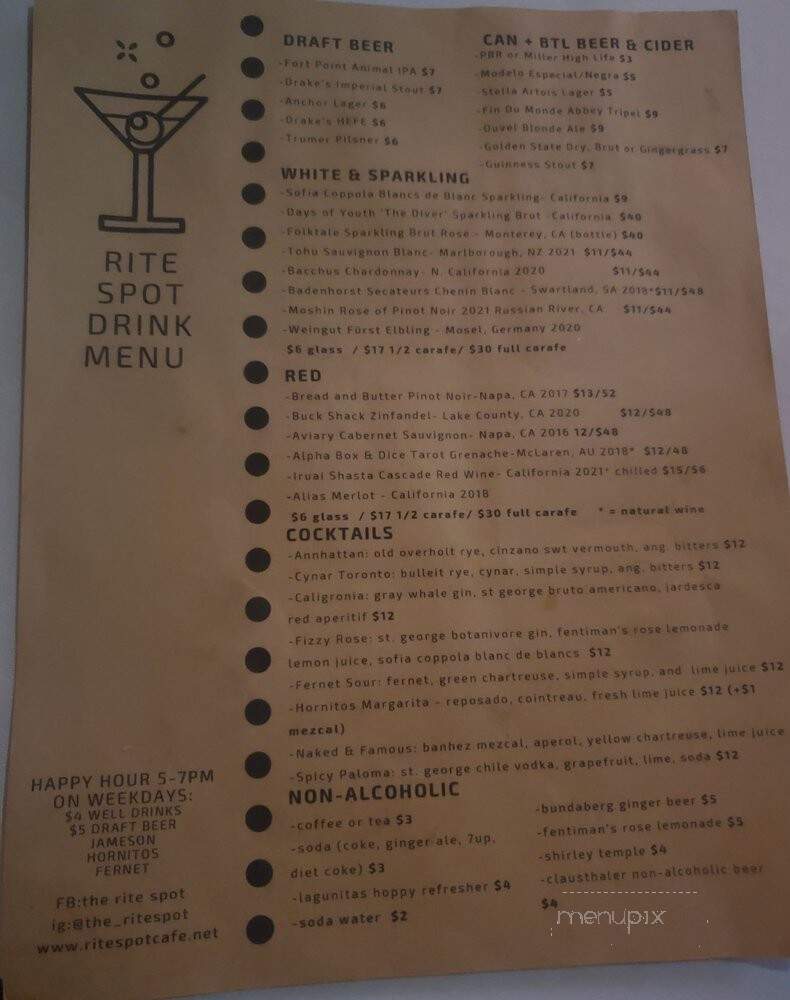 RITE
SPOT
DRINK
MENU
HAPPY HOUR 5-7PM
ON WEEKDAYS:
$4 WELL DRINKS
$5 DRAFT BEER
JAMESON
HORNITOS
FERNET
FB:the rite spot
ig:@the_ritespot
www.ritespotcafe.net
DRAFT BEER
-Fort Point Animal IPA $7
-Drake's Imperial Stout $7
-Anchor Lager $6
-Drake's HEFE $6
Trumer Pilsner $6
CAN + BTL BEER & CIDER
-PBR or Miller High Life $3
-Modelo Especial/Negra $5
-Stella Artois Lager $5
-Fin Du Monde Abbey Tripel $9
-Duvel Blonde Ale $9
-Golden State Dry, Brut or Gingergrass $7
-Guinness Stout $7
WHITE & SPARKLING
-Sofia Coppola Blancs de Blanc Sparkling- California $9
-Days of Youth 'The Diver' Sparkling Brut -California $40
-Folktale Sparkling Brut Rose - Monterey, CA (bottle) $40
-Tohu Sauvignon Blanc- Marlborough, NZ 2021 $11/$44
-Bacchus Chardonnay- N. California 2020 $11/$44
-Badenhorst Secateurs Chenin Blanc - Swartland, SA 2018*$11/$48
-Moshin Rose of Pinot Noir 2021 Russian River, CA $11/$44
-Weingut Fürst Elbling - Mosel, Germany 2020
$6 glass / $17 1/2 carafe/ $30 full carafe
RED
-Bread and Butter Pinot Noir-Napa, CA 2017 $13/52
-Buck Shack Zinfandel- Lake County, CA 2020 $12/$48
-Aviary Cabernet Sauvignon- Napa, CA 2016 12/$48
-Alpha Box & Dice Tarot Grenache-McLaren, AU 2018* $12/48
-Iruai Shasta Cascade Red Wine- California 2021* chilled $15/56
-Alias Merlot - California 2018
$6 glass / $17 1/2 carafe/ $30 full carafe * = natural wine
COCKTAILS
-Annhattan: old overholt rye, cinzano swt vermouth, ang. bitters $12
-Cynar Toronto: bulleit rye, cynar, simple syrup, ang. bitters $12
-Caligronia: gray whale gin, st george bruto americano, jardesca
red aperitif $12
-Fizzy Rose: st. george botanivore gin, fentiman's rose lemonade
lemon juice, sofia coppola blanc de blancs $12
-Fernet Sour: fernet, green chartreuse, simple syrup, and lime juice $12
-Hornitos Margarita - reposado, cointreau, fresh lime juice $12 (+$1
mezcal)
-Naked & Famous: banhez mezcal, aperol, yellow chartreuse, lime juice
-Spicy Paloma: st. george chile vodka, grapefruit, lime, soda $12
NON-ALCOHOLIC
-coffee or tea $3
-soda (coke, ginger ale, 7up,
diet coke) $3
-lagunitas hoppy refresher $4
-soda water $2
-bundaberg ginger beer $5
-fentiman's rose lemonade $5
-shirley temple $4
-clausthaler non-alcoholic beer
$4
menupix